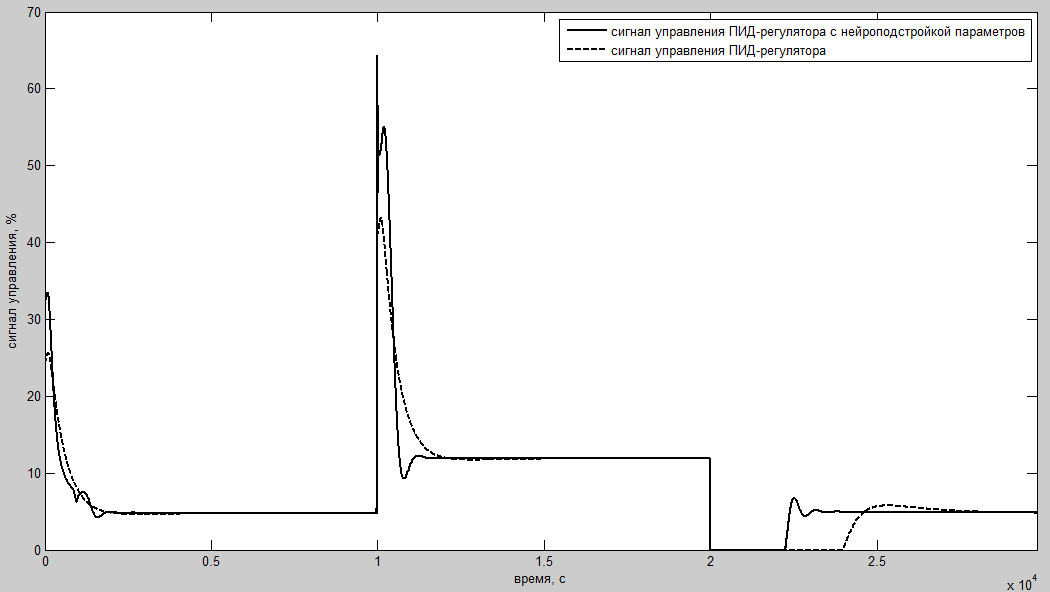 сигнал управления ПИД-регулятора с нейроподстройкой параметров
сигнал управления ПИД-регулятора
70
60
50
40
30
20
10
0
сигнал управления, %
0 0.5 1 1.5 2 2.5
время, с
x 10^4